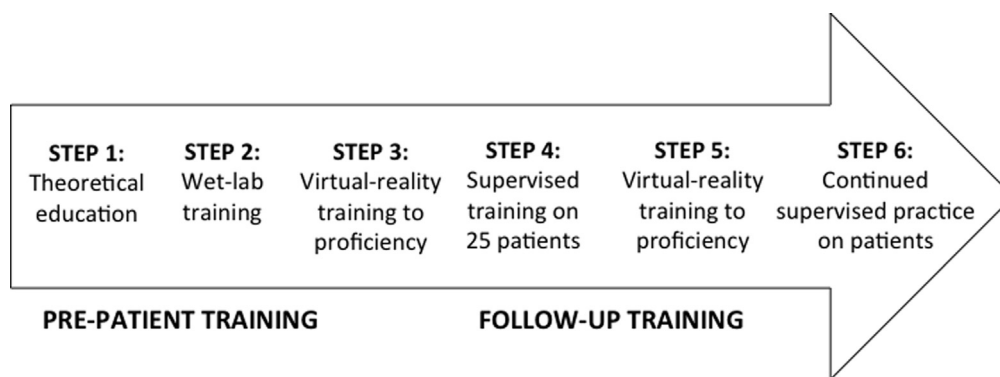 STEP 1:
Theoretical
education
STEP 2:
Wet-lab
training
STEP 3:
Virtual-reality
training to
proficiency
STEP 4:
Supervised
training on
25 patients
STEP 5:
Virtual-reality
training to
proficiency
STEP 6:
Continued
supervised practice
on patients
PRE-PATIENT TRAINING
FOLLOW-UP TRAINING